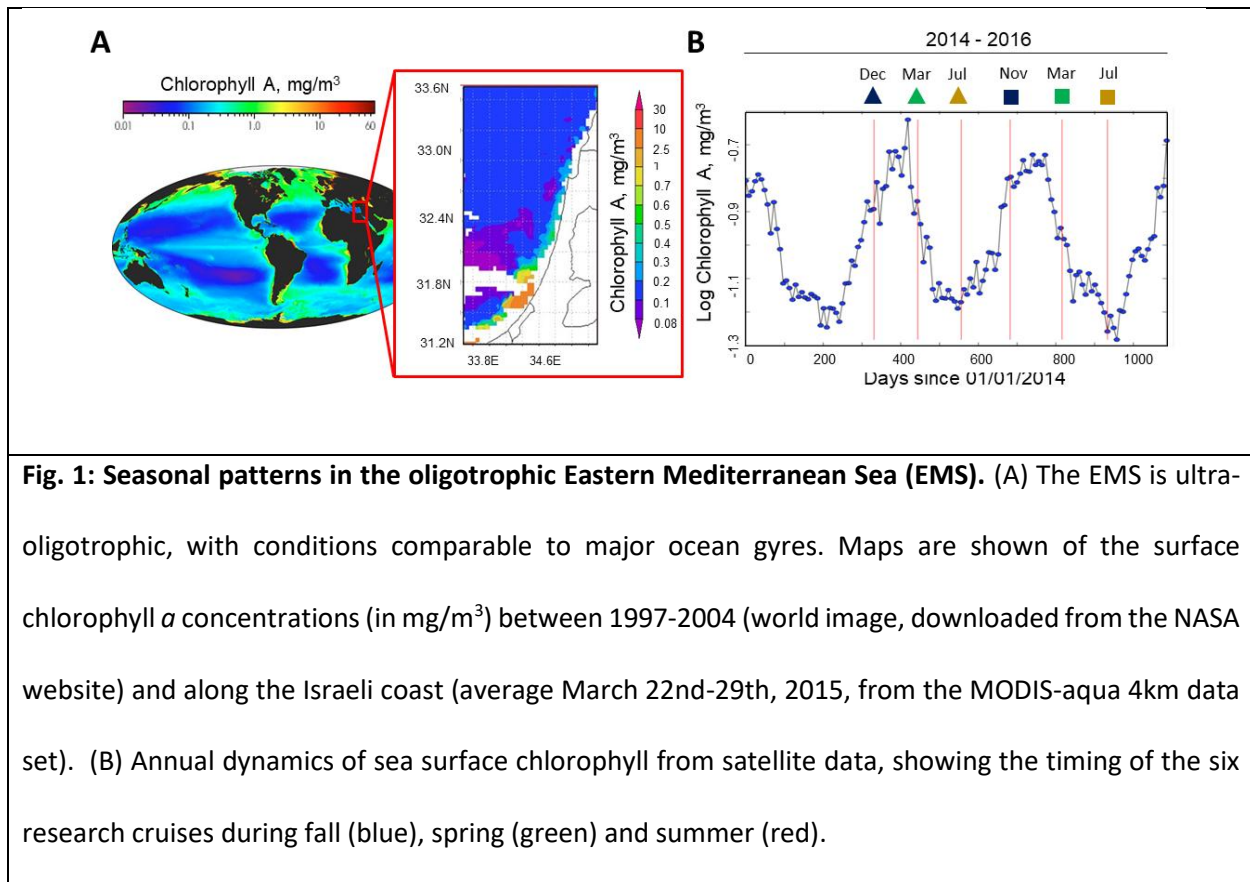 A
Chlorophyll A, mg/m³
0.01 0.1 1.0 10 60
33.6N
33.0N
32.4N
31.8N
31.2N
33.8E 34.6E
Chlorophyll A, mg/m³
30
10
2.5
1
0.6
0.5
0.4
0.3
0.2
0.1
0.08
B
2014 - 2016
Dec Mar Jul Nov Mar Jul
Log Chlorophyll A, mg/m³
-0.7
-0.9
-1.1
-1.3
0 200 400 600 800 1000
Days since 01/01/2014
Fig. 1: Seasonal patterns in the oligotrophic Eastern Mediterranean Sea (EMS). (A) The EMS is ultra-
oligotrophic, with conditions comparable to major ocean gyres. Maps are shown of the surface
chlorophyll a concentrations (in mg/m³) between 1997-2004 (world image, downloaded from the NASA
website) and along the Israeli coast (average March 22nd-29th, 2015, from the MODIS-aqua 4km data
set). (B) Annual dynamics of sea surface chlorophyll from satellite data, showing the timing of the six
research cruises during fall (blue), spring (green) and summer (red).